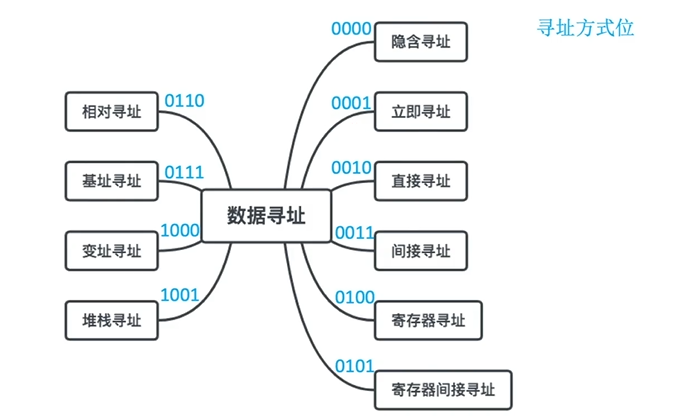 寻址方式位
0000
隐含寻址
0001
立即寻址
0010
直接寻址
0011
间接寻址
0100
寄存器寻址
0101
寄存器间接寻址
数据寻址
0110
相对寻址
0111
基址寻址
1000
变址寻址
1001
堆栈寻址